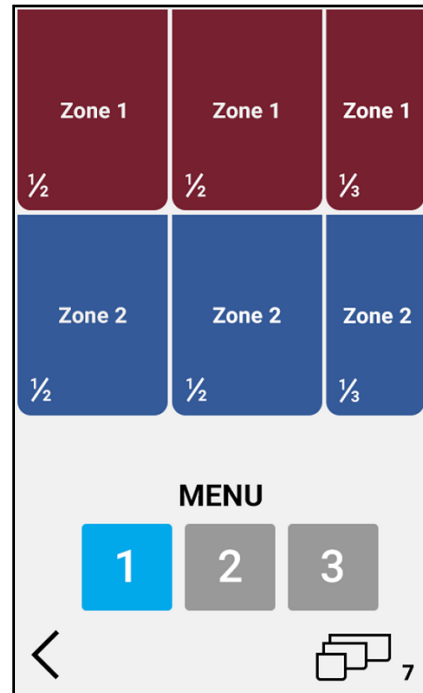 Zone 1 Zone 1 Zone 1
½ ½ ⅓
Zone 2 Zone 2 Zone 2
½ ½ ⅓
MENU
1 2 3
7